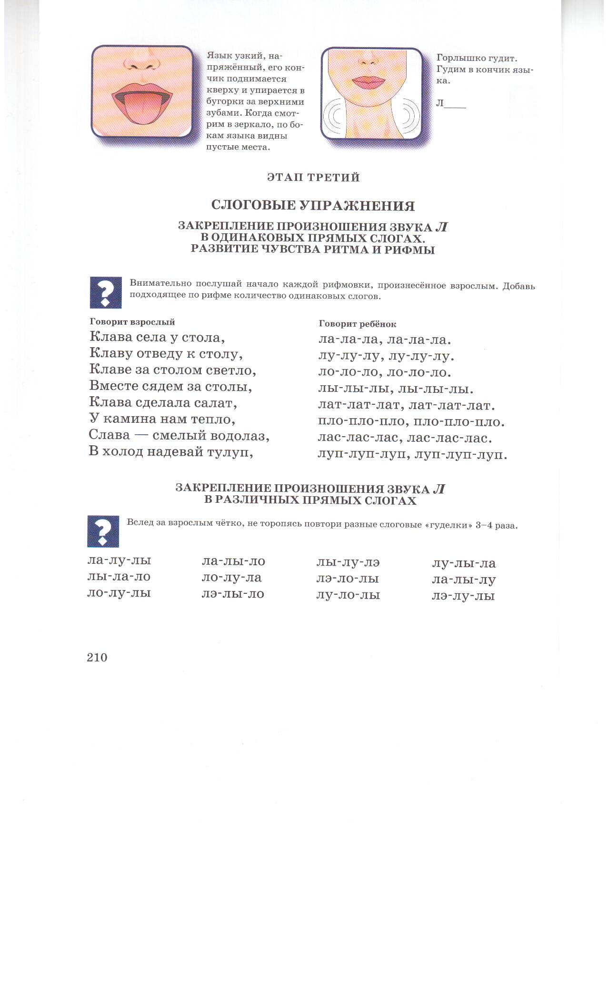 Язык узкий, на-
пряжённый, его кон-
чик поднимается
кверху и упирается в
бугорки за верхними
зубами. Когда смот-
рим в зеркало, по бо-
кам языка видны
пустые места.
Горлышко гудит.
Гудим в кончик язы-
ка.
Л____
ЭТАП ТРЕТИЙ
СЛОГОВЫЕ УПРАЖНЕНИЯ
ЗАКРЕПЛЕНИЕ ПРОИЗНОШЕНИЯ ЗВУКА Л
В ОДИНАКОВЫХ ПРЯМЫХ СЛОГАХ.
РАЗВИТИЕ ЧУВСТВА РИТМА И РИФМЫ
?
Внимательно послушай начало каждой рифмовки, произнесённое взрослым. Добавь
подходящее по рифме количество одинаковых слогов.
Говорит взрослый Говорит ребёнок
Клава села у стола, ла-ла-ла, ла-ла-ла.
Клаву отведу к столу, лу-лу-лу, лу-лу-лу.
Клаве за столом светло, ло-ло-ло, ло-ло-ло.
Вместе сядем за столы, лы-лы-лы, лы-лы-лы.
Клава сделала салат, лат-лат-лат, лат-лат-лат.
У камина нам тепло, пло-пло-пло, пло-пло-пло.
Слава — смелый водолаз, лас-лас-лас, лас-лас-лас.
В холод надевай тулуп, луп-луп-луп, луп-луп-луп.
ЗАКРЕПЛЕНИЕ ПРОИЗНОШЕНИЯ ЗВУКА Л
В РАЗЛИЧНЫХ ПРЯМЫХ СЛОГАХ
?
Вслед за взрослым чётко, не торопясь повтори разные слоговые «гуделки» 3–4 раза.
ла-лу-лы ла-лы-ло лы-лу-лэ лу-лы-ла
лы-ла-ло ло-лу-ла лэ-ло-лы ла-лы-лу
ло-лу-лы лэ-лы-ло лу-ло-лы лэ-лу-лы
210